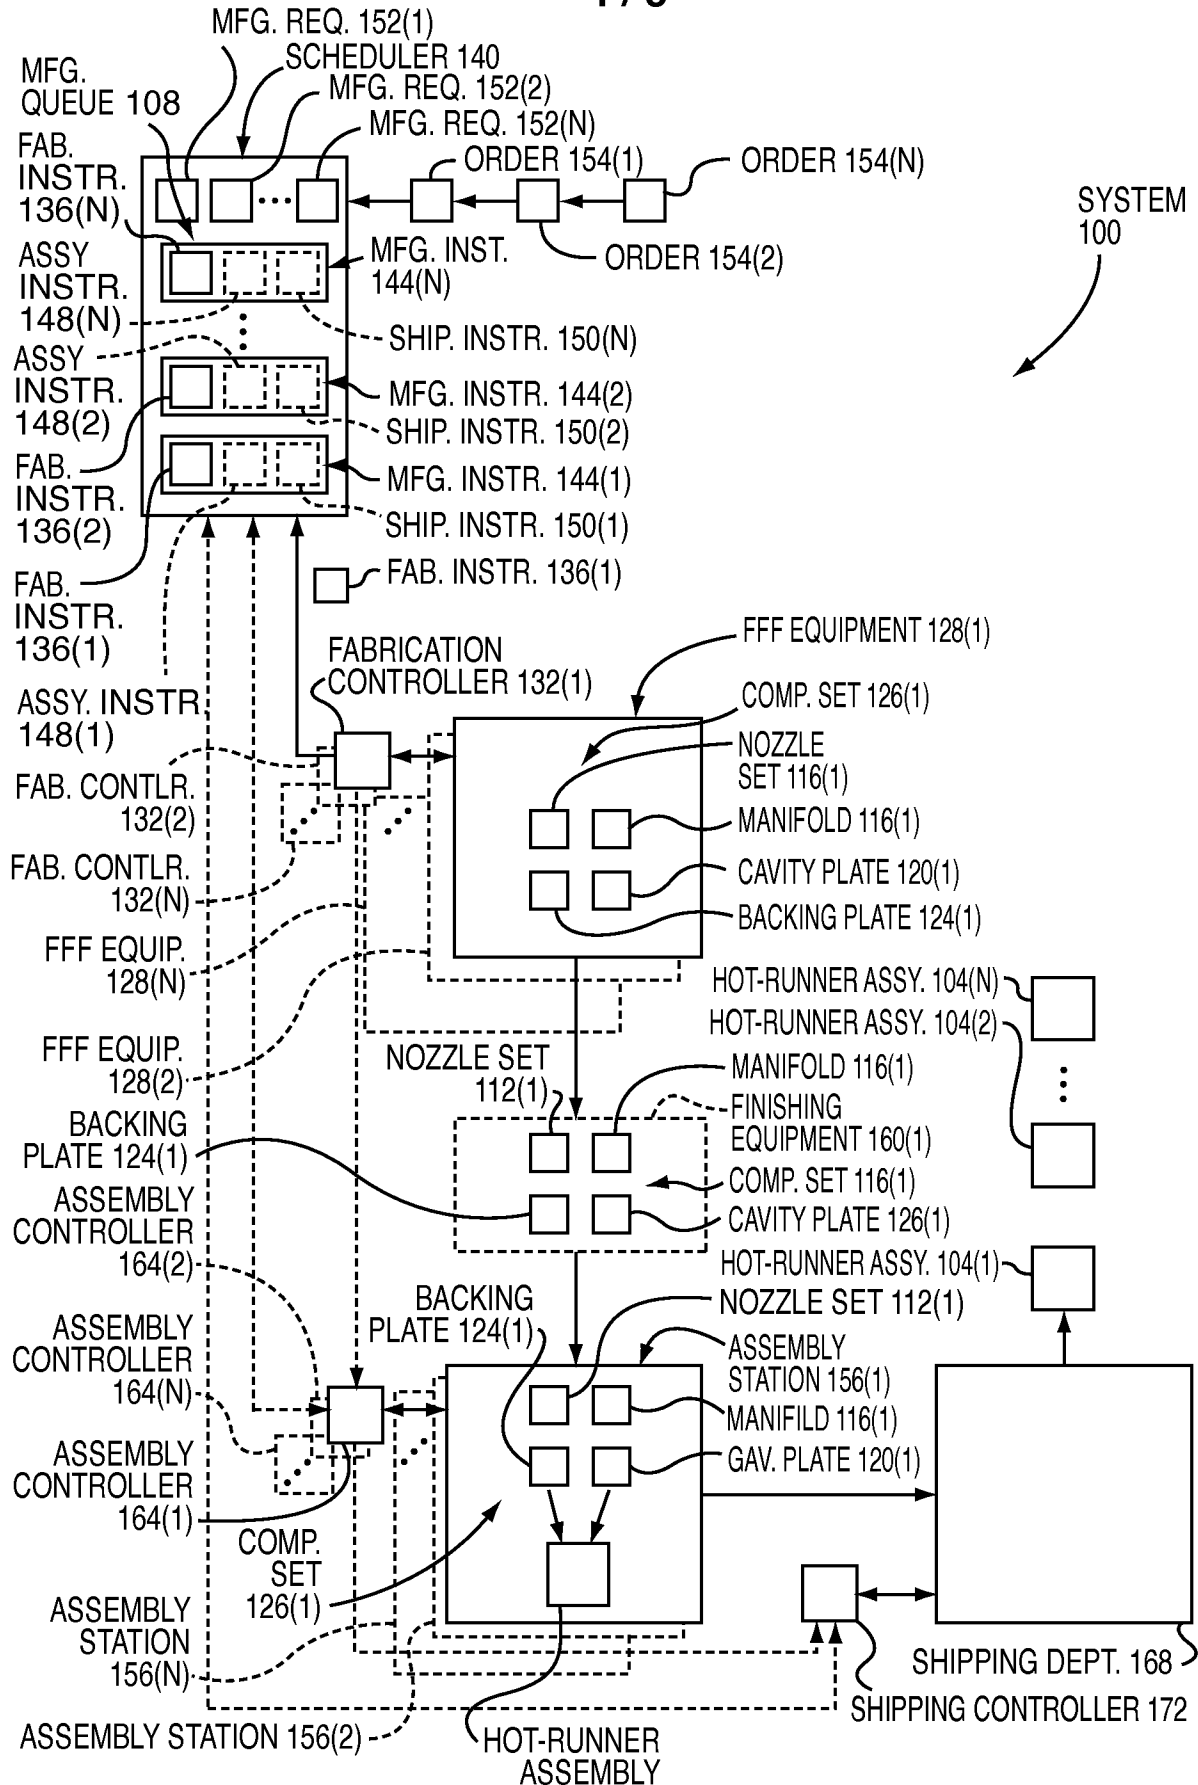 MFG. REQ. 152(1)
SCHEDULER 140
MFG. REQ. 152(2)
MFG. REQ. 152(N)
MFG.
QUEUE 108
FAB.
INSTR.
136(N)
ORDER 154(1)
ORDER 154(N)
ORDER 154(2)
SYSTEM
100
ASSY
INSTR.
148(N)
MFG. INST.
144(N)
SHIP. INSTR. 150(N)
ASSY
INSTR.
148(2)
MFG. INSTR. 144(2)
SHIP. INSTR. 150(2)
FAB.
INSTR.
136(2)
MFG. INSTR. 144(1)
SHIP. INSTR. 150(1)
FAB.
INSTR.
136(1)
FAB. INSTR. 136(1)
ASSY. INSTR.
148(1)
FABRICATION
CONTROLLER 132(1)
FFF EQUIPMENT 128(1)
COMP. SET 126(1)
NOZZLE
SET 116(1)
MANIFOLD 116(1)
CAVITY PLATE 120(1)
BACKING PLATE 124(1)
FAB. CONTLR.
132(2)
FAB. CONTLR.
132(N)
FFF EQUIP.
128(N)
FFF EQUIP.
128(2)
HOT-RUNNER ASSY. 104(N)
HOT-RUNNER ASSY. 104(2)
NOZZLE SET
112(1)
MANIFOLD 116(1)
FINISHING
EQUIPMENT 160(1)
COMP. SET 116(1)
CAVITY PLATE 126(1)
BACKING
PLATE 124(1)
ASSEMBLY
CONTROLLER
164(2)
HOT-RUNNER ASSY. 104(1)
BACKING
PLATE 124(1)
NOZZLE SET 112(1)
ASSEMBLY
STATION 156(1)
MANIFILD 116(1)
GAV. PLATE 120(1)
ASSEMBLY
CONTROLLER
164(N)
ASSEMBLY
CONTROLLER
164(1)
COMP.
SET
126(1)
ASSEMBLY
STATION
156(N)
ASSEMBLY STATION 156(2)
HOT-RUNNER
ASSEMBLY
SHIPPING DEPT. 168
SHIPPING CONTROLLER 172